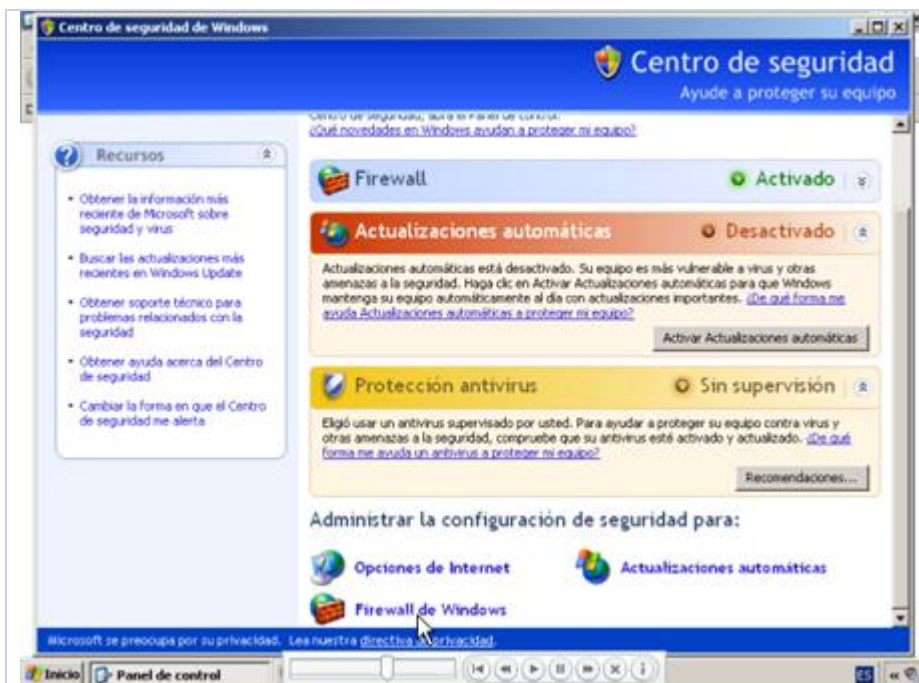 Centro de seguridad de Windows
Centro de seguridad
Ayude a proteger su equipo
Centro de seguridad, abra el Panel de control.
¿Qué novedades en Windows ayudan a proteger mi equipo?
Recursos
Obtener la información más
reciente de Microsoft sobre
seguridad y virus
Buscar las actualizaciones más
recientes en Windows Update
Obtener soporte técnico para
problemas relacionados con la
seguridad
Obtener ayuda acerca del Centro
de seguridad
Cambiar la forma en que el Centro
de seguridad me alerta
Firewall
Activado
Actualizaciones automáticas
Desactivado
Actualizaciones automáticas está desactivado. Su equipo es más vulnerable a virus y otras
amenazas a la seguridad. Haga clic en Activar Actualizaciones automáticas para que Windows
mantenga su equipo automáticamente al día con actualizaciones importantes. ¿De qué forma me
ayuda Actualizaciones automáticas a proteger mi equipo?
Activar Actualizaciones automáticas
Protección antivirus
Sin supervisión
Eligió usar un antivirus supervisado por usted. Para ayudar a proteger su equipo contra virus y
otras amenazas a la seguridad, compruebe que su antivirus esté activado y actualizado. ¿De qué
forma me ayuda un antivirus a proteger mi equipo?
Recomendaciones...
Administrar la configuración de seguridad para:
Opciones de Internet
Actualizaciones automáticas
Firewall de Windows
Microsoft se preocupa por su privacidad. Lea nuestra directiva de privacidad.
Inicio
Panel de control
ES